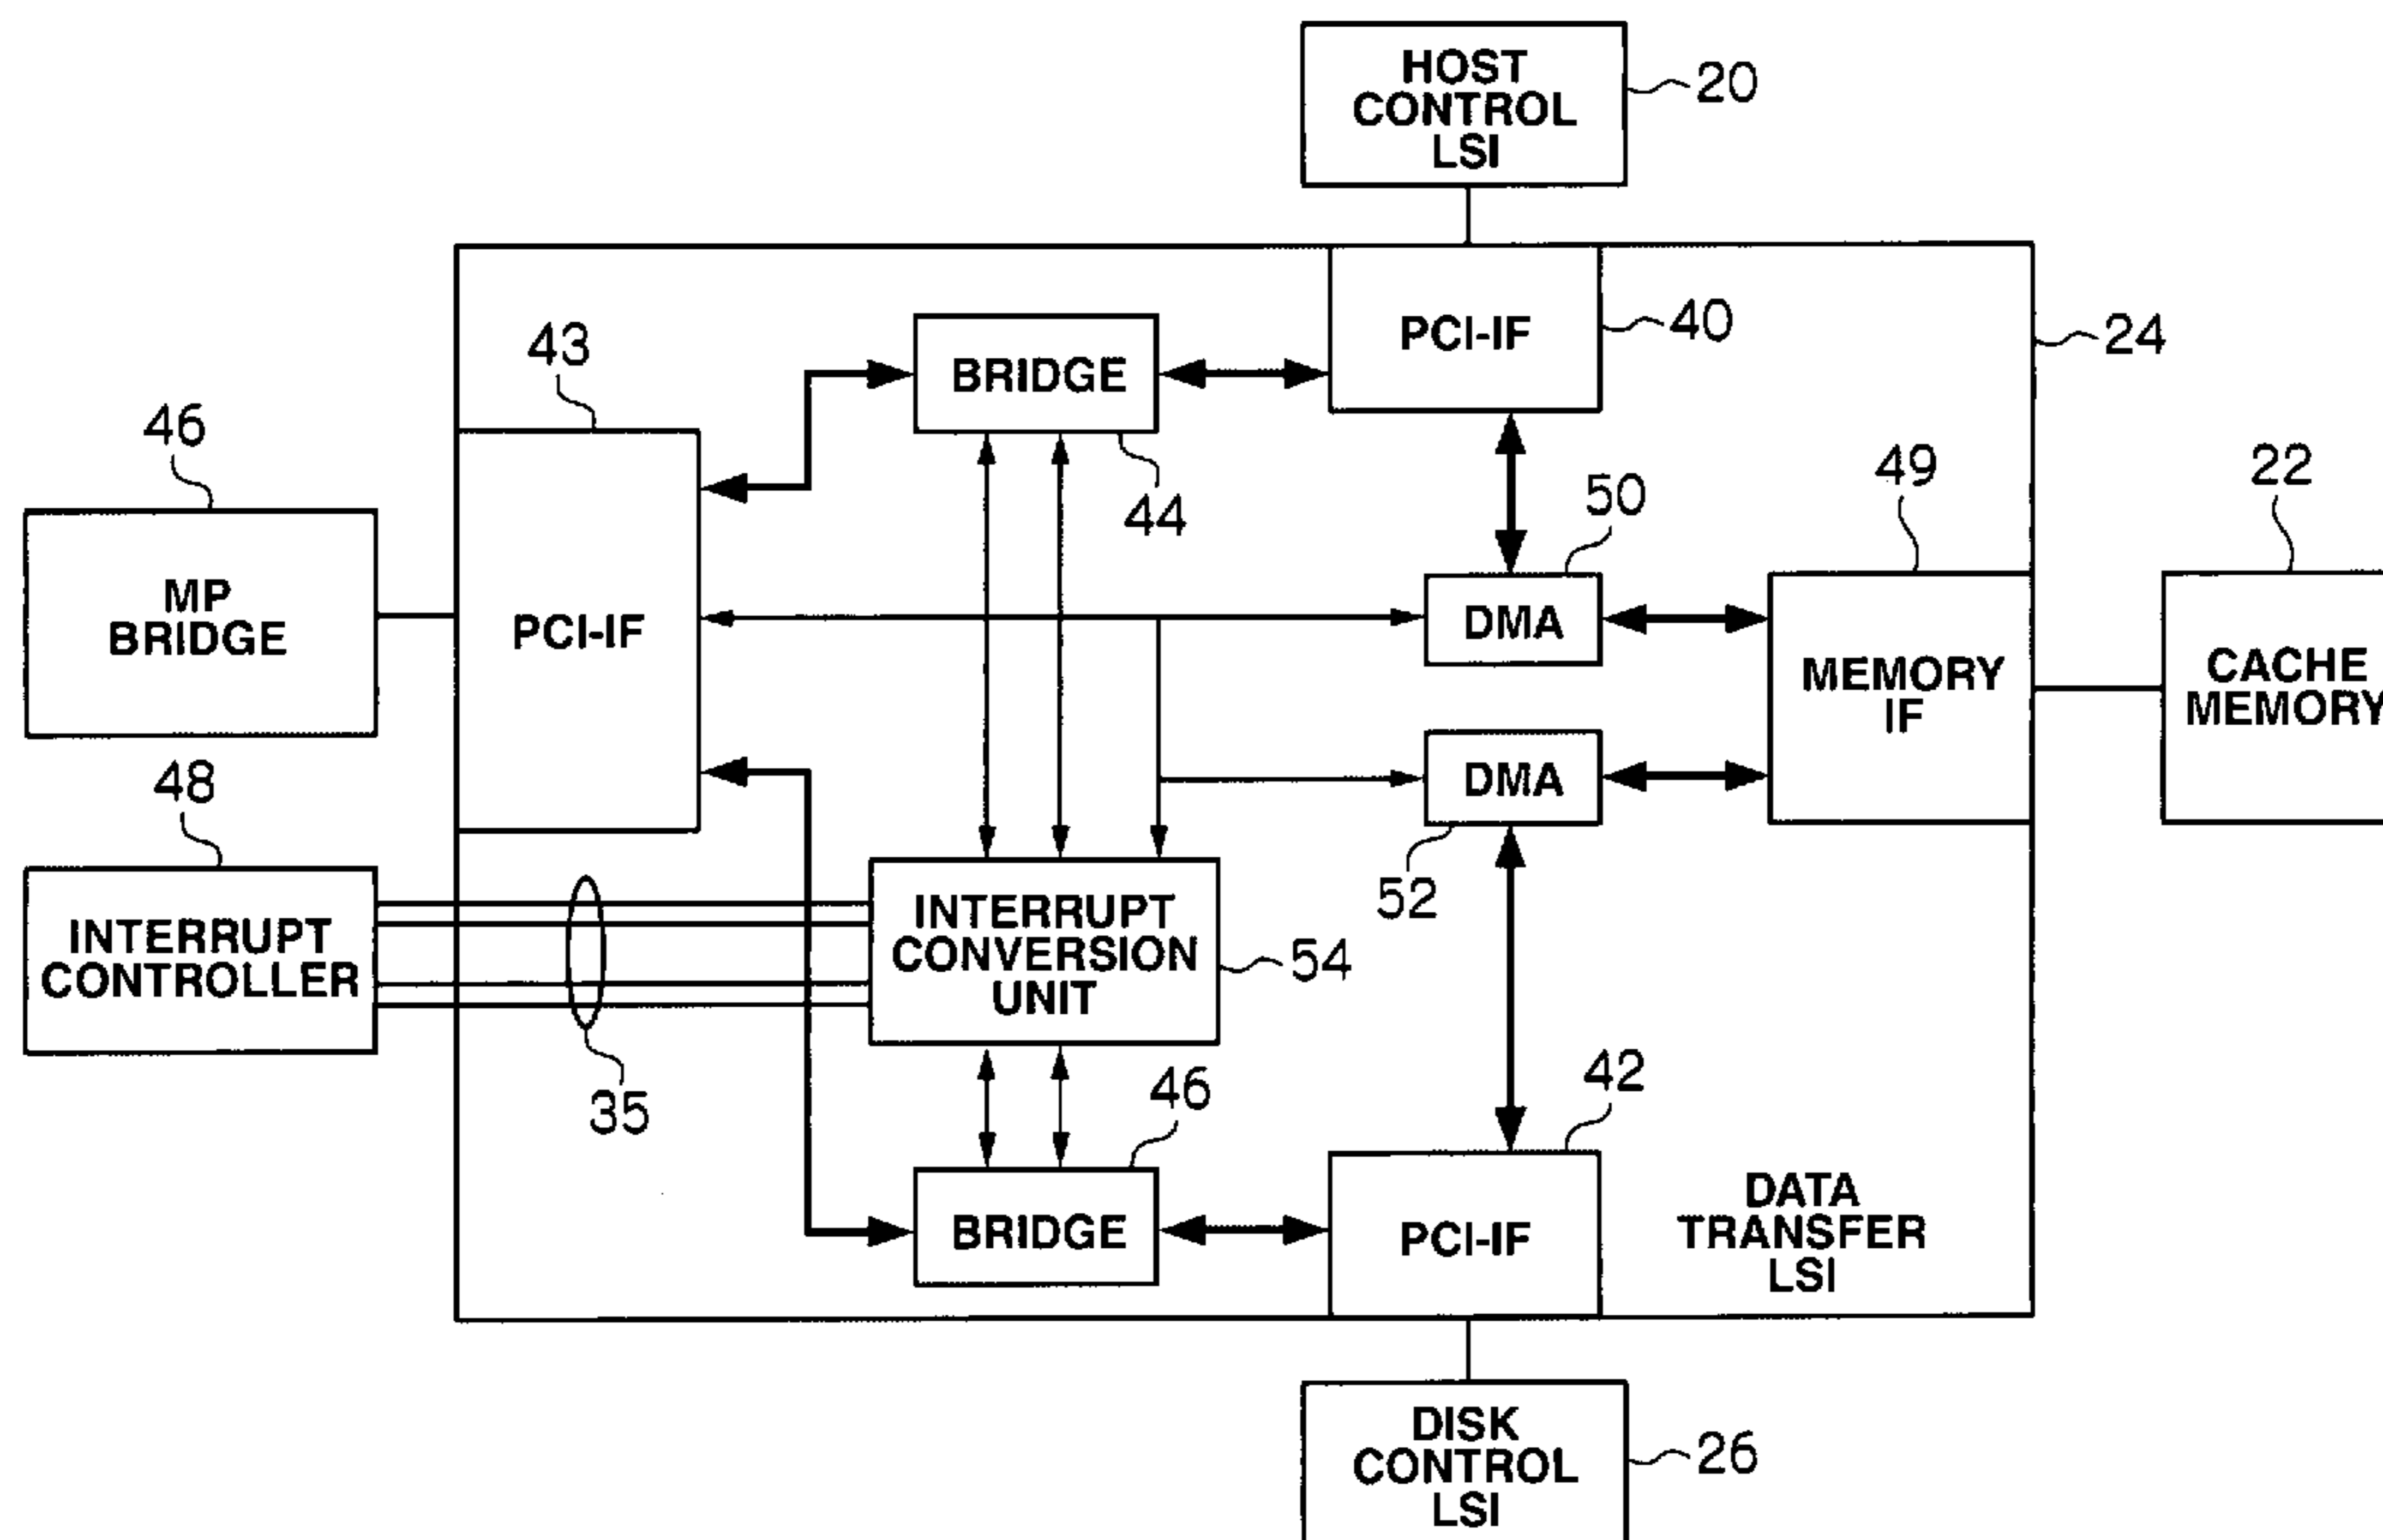 HOST
CONTROL
LSI
20
PCI-IF
40
24
43
BRIDGE
44
46
MP
BRIDGE
PCI-IF
50
DMA
49
MEMORY
IF
22
CACHE
MEMORY
DMA
52
48
INTERRUPT
CONTROLLER
35
INTERRUPT
CONVERSION
UNIT
54
46
BRIDGE
42
PCI-IF
DATA
TRANSFER
LSI
DISK
CONTROL
LSI
26